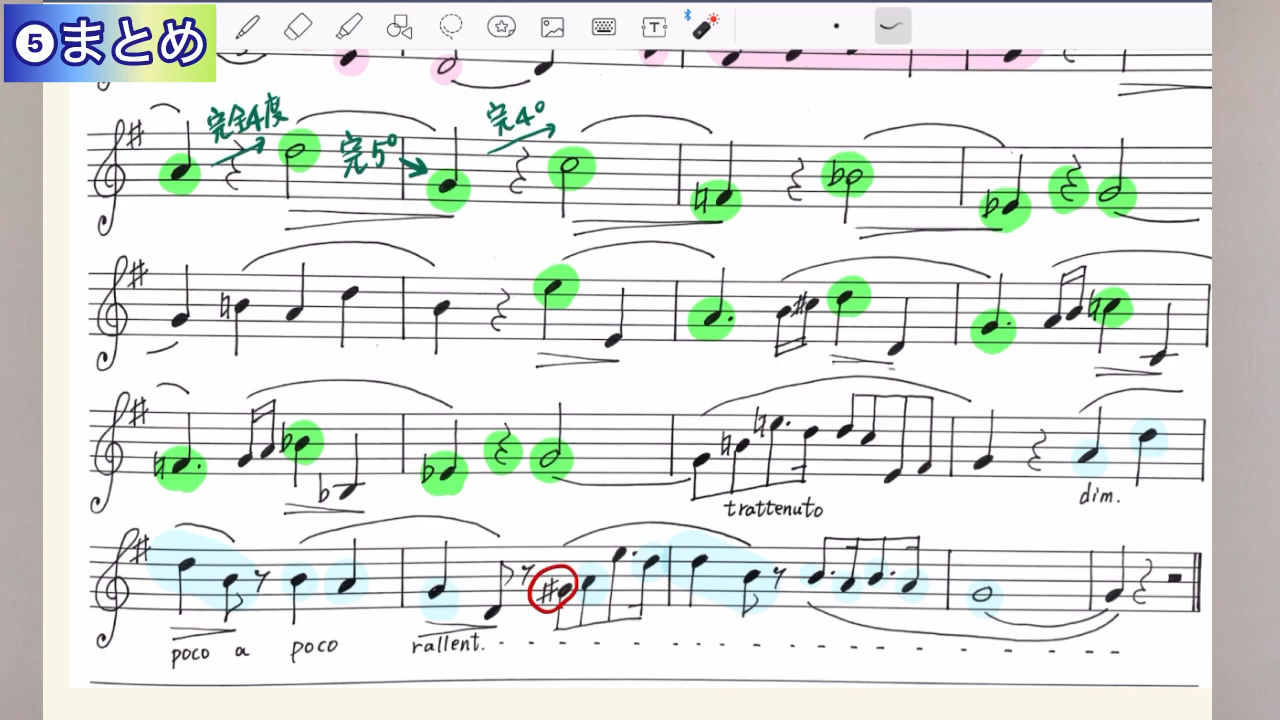 ❺まとめ
T
完全4度
完5°
完4°
trattenuto
dim.
poco a poco rallent.